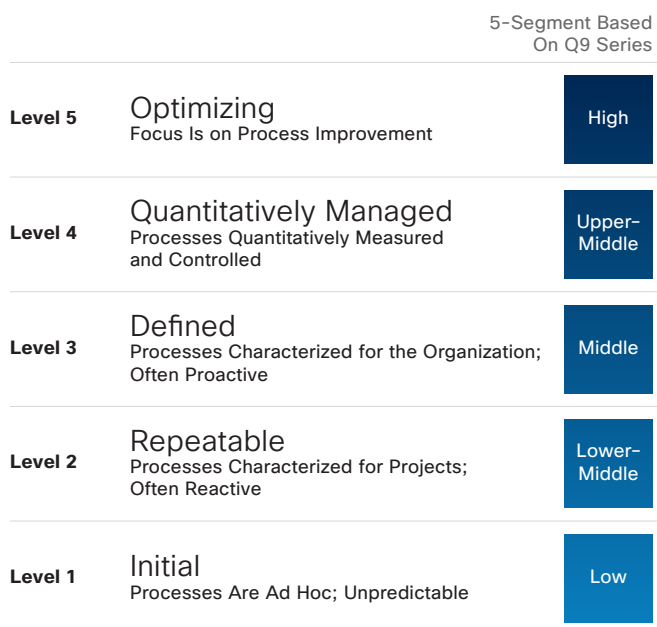 5-Segment Based
On Q9 Series
Level 5
Optimizing
Focus Is on Process Improvement
High
Level 4
Quantitatively Managed
Processes Quantitatively Measured
and Controlled
Upper-
Middle
Level 3
Defined
Processes Characterized for the Organization;
Often Proactive
Middle
Level 2
Repeatable
Processes Characterized for Projects;
Often Reactive
Lower-
Middle
Level 1
Initial
Processes Are Ad Hoc; Unpredictable
Low